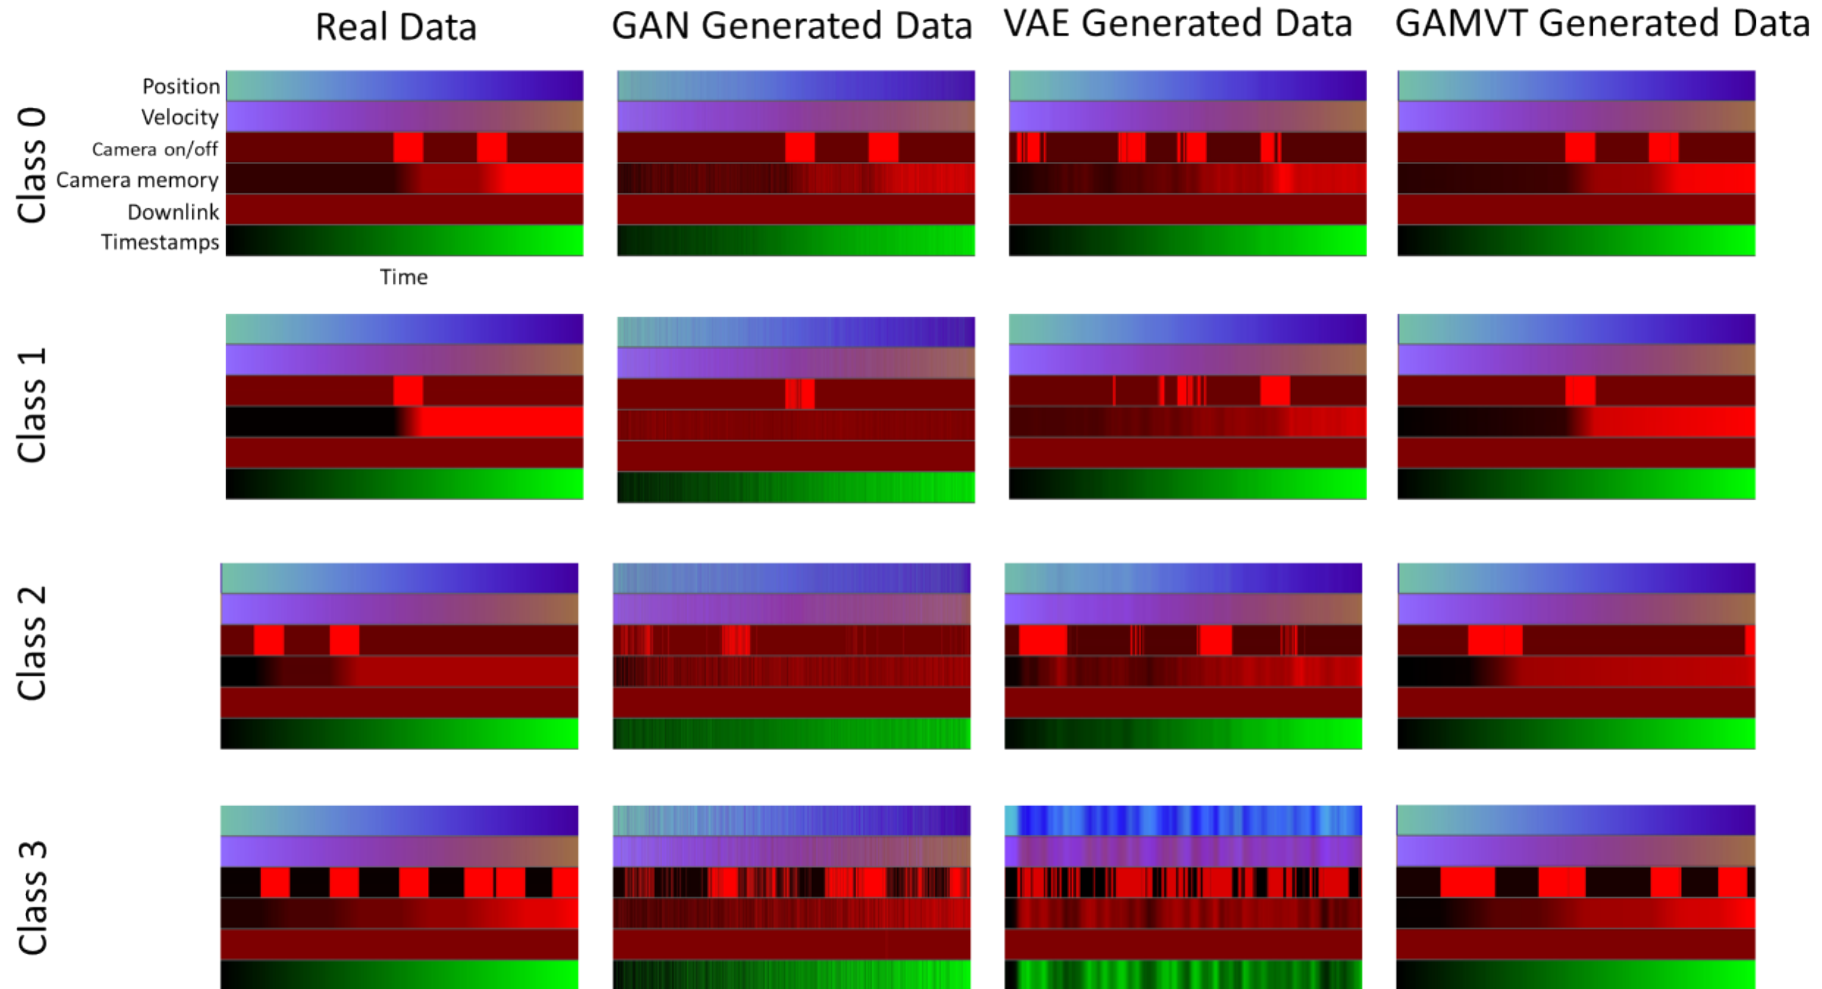 Real Data
GAN Generated Data
VAE Generated Data
GAMVT Generated Data
Class 0
Position
Velocity
Camera on/off
Camera memory
Downlink
Timestamps
Time
Class 1
Class 2
Class 3